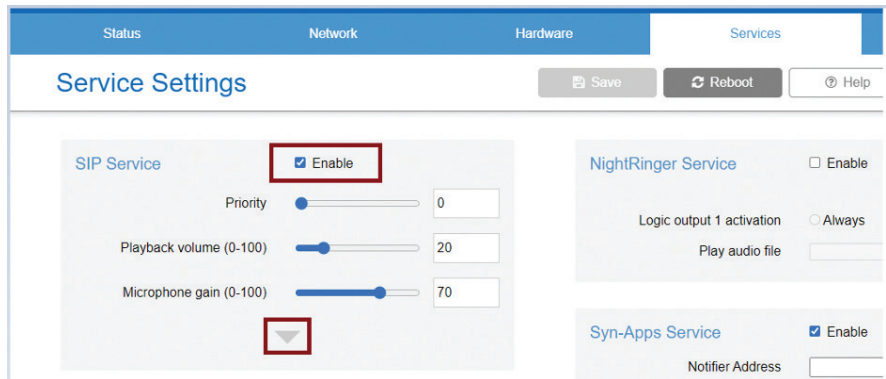 Status Network Hardware Services
Service Settings Save Reboot Help
SIP Service Enable
Priority 0
Playback volume (0-100) 20
Microphone gain (0-100) 70
NightRinger Service Enable
Logic output 1 activation Always
Play audio file
Syn-Apps Service Enable
Notifier Address